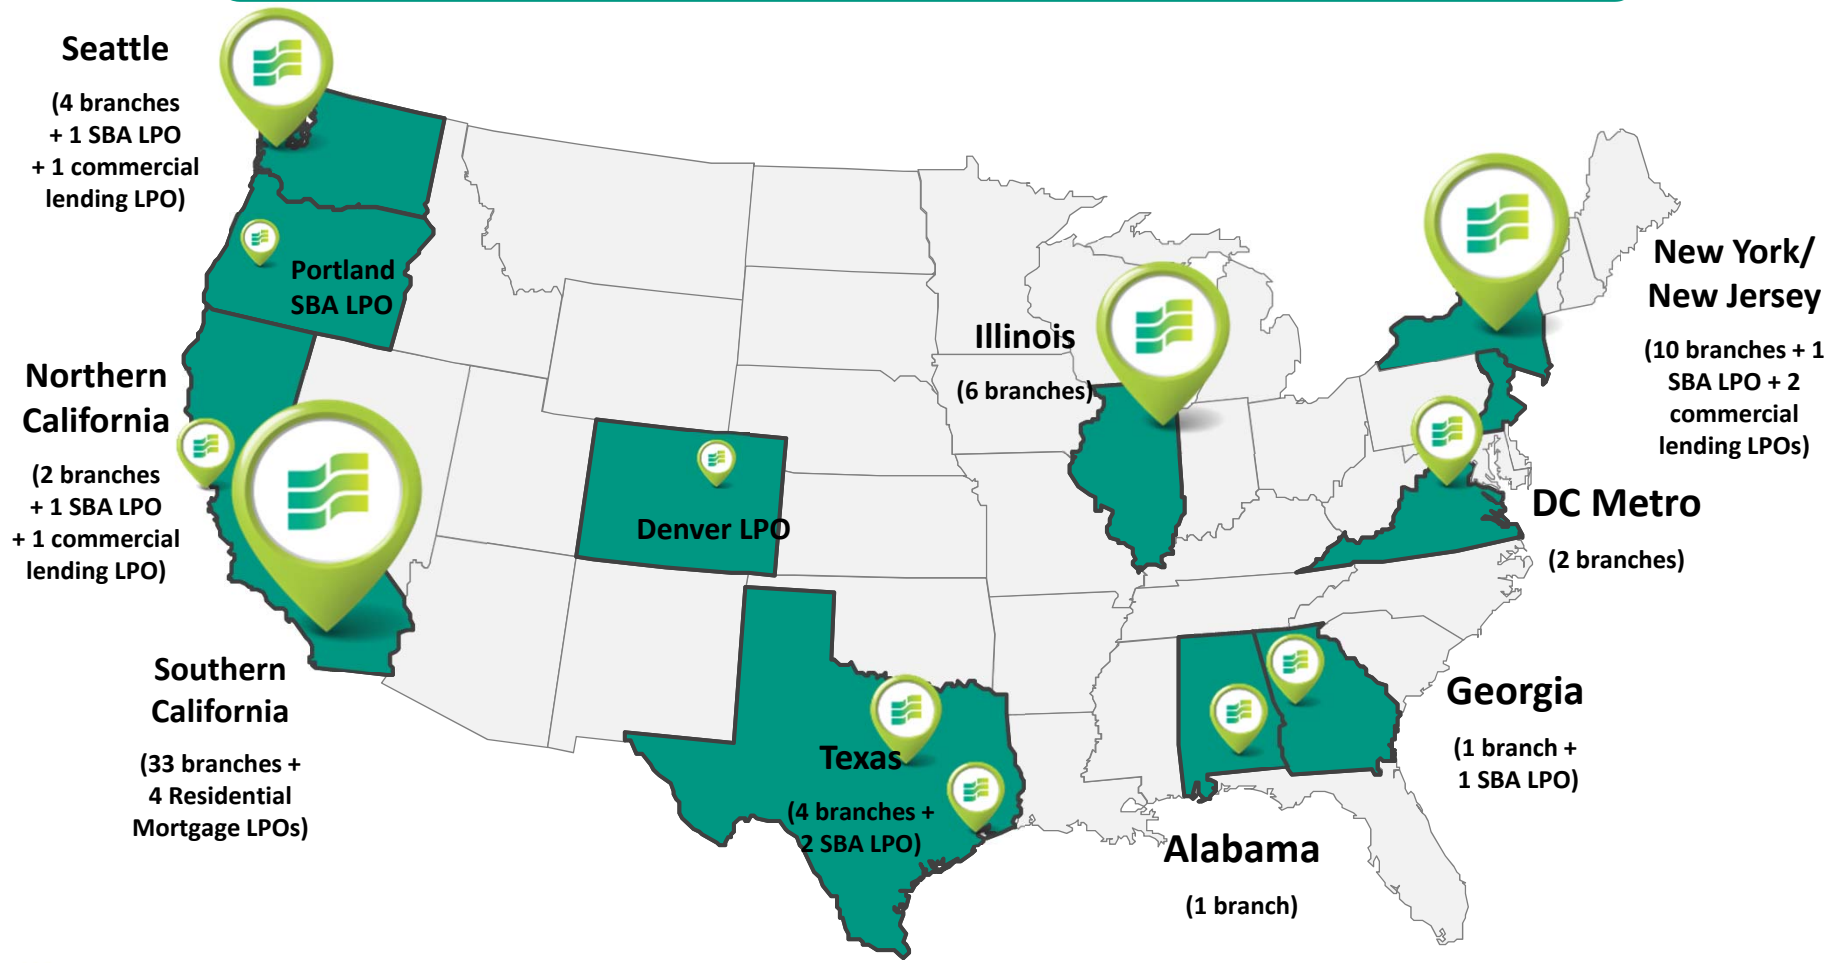 Seattle
(4 branches
+ 1 SBA LPO
+ 1 commercial
lending LPO)
Portland
SBA LPO
Northern
California
(2 branches
+ 1 SBA LPO
+ 1 commercial
lending LPO)
Southern
California
(33 branches +
4 Residential
Mortgage LPOs)
Denver LPO
Texas
(4 branches +
2 SBA LPO)
Illinois
(6 branches)
New York/
New Jersey
(10 branches + 1
SBA LPO + 2
commercial
lending LPOs)
DC Metro
(2 branches)
Georgia
(1 branch +
1 SBA LPO)
Alabama
(1 branch)